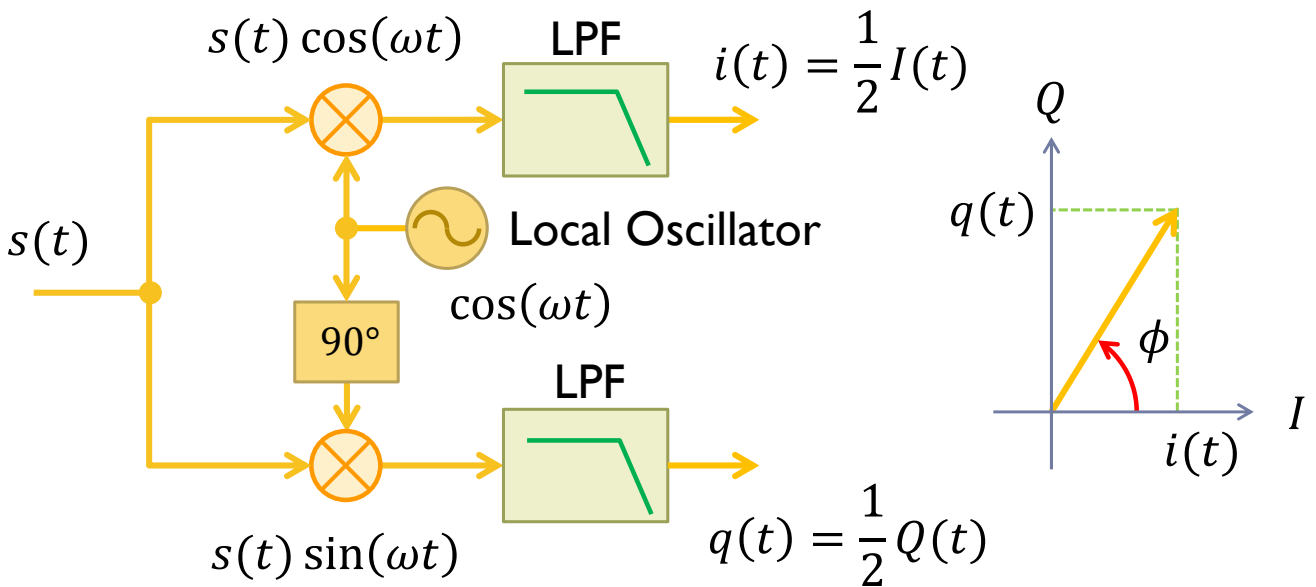 s(t) cos(ωt)
LPF
i(t) = 1/2 I(t)
Q
q(t)
s(t)
Local Oscillator
cos(ωt)
90°
ϕ
I
i(t)
LPF
s(t) sin(ωt)
q(t) = 1/2 Q(t)